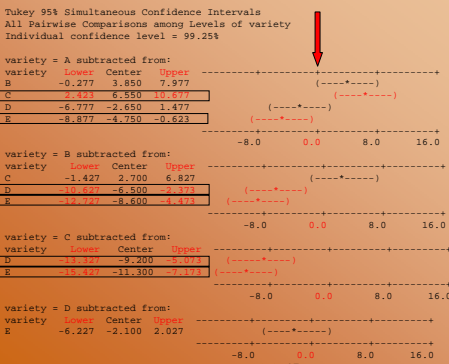 Tukey 95% Simultaneous Confidence Intervals
All Pairwise Comparisons among Levels of variety
Individual confidence level = 99.25%
variety = A subtracted from:
variety Lower Center Upper --------+---------+---------+---------+
B -0.277 3.850 7.977 (----*----)
C 2.423 6.550 10.677 (----*----)
D -6.777 -2.650 1.477 (----*----)
E -8.877 -4.750 -0.623 (----*----)
--------+---------+---------+---------+
-8.0 0.0 8.0 16.0
variety = B subtracted from:
variety Lower Center Upper --------+---------+---------+---------+
C -1.427 2.700 6.827 (----*----)
D -10.627 -6.500 -2.373 (----*----)
E -12.727 -8.600 -4.473 (----*----)
--------+---------+---------+---------+
-8.0 0.0 8.0 16.0
variety = C subtracted from:
variety Lower Center Upper --------+---------+---------+---------+
D -13.327 -9.200 -5.073 (-----*----)
E -15.427 -11.300 -7.173 (----*----)
--------+---------+---------+---------+
-8.0 0.0 8.0 16.0
variety = D subtracted from:
variety Lower Center Upper --------+---------+---------+---------+
E -6.227 -2.100 2.027 (----*----)
--------+---------+---------+---------+
-8.0 0.0 8.0 16.0